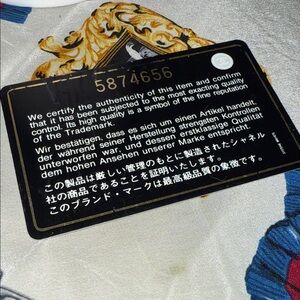 5874656
We certify the authenticity of this item and confirm
that it has been subjected to the most exacting quality
control. Its high quality is a symbol of the fine reputation
of the Trademark.
Wir bestätigen, dass es sich um einen Artikel handelt,
der während seiner Herstellung strengsten Kontrollen
unterworfen war, und dessen erstklassige Qualität
dem hohen Ansehen unserer Marke entspricht.
この製品は厳しい管理のもとに製造されたシャネル
社の商品であることを証明いたします。
このブランド・マークは最高級品質の象徴です。